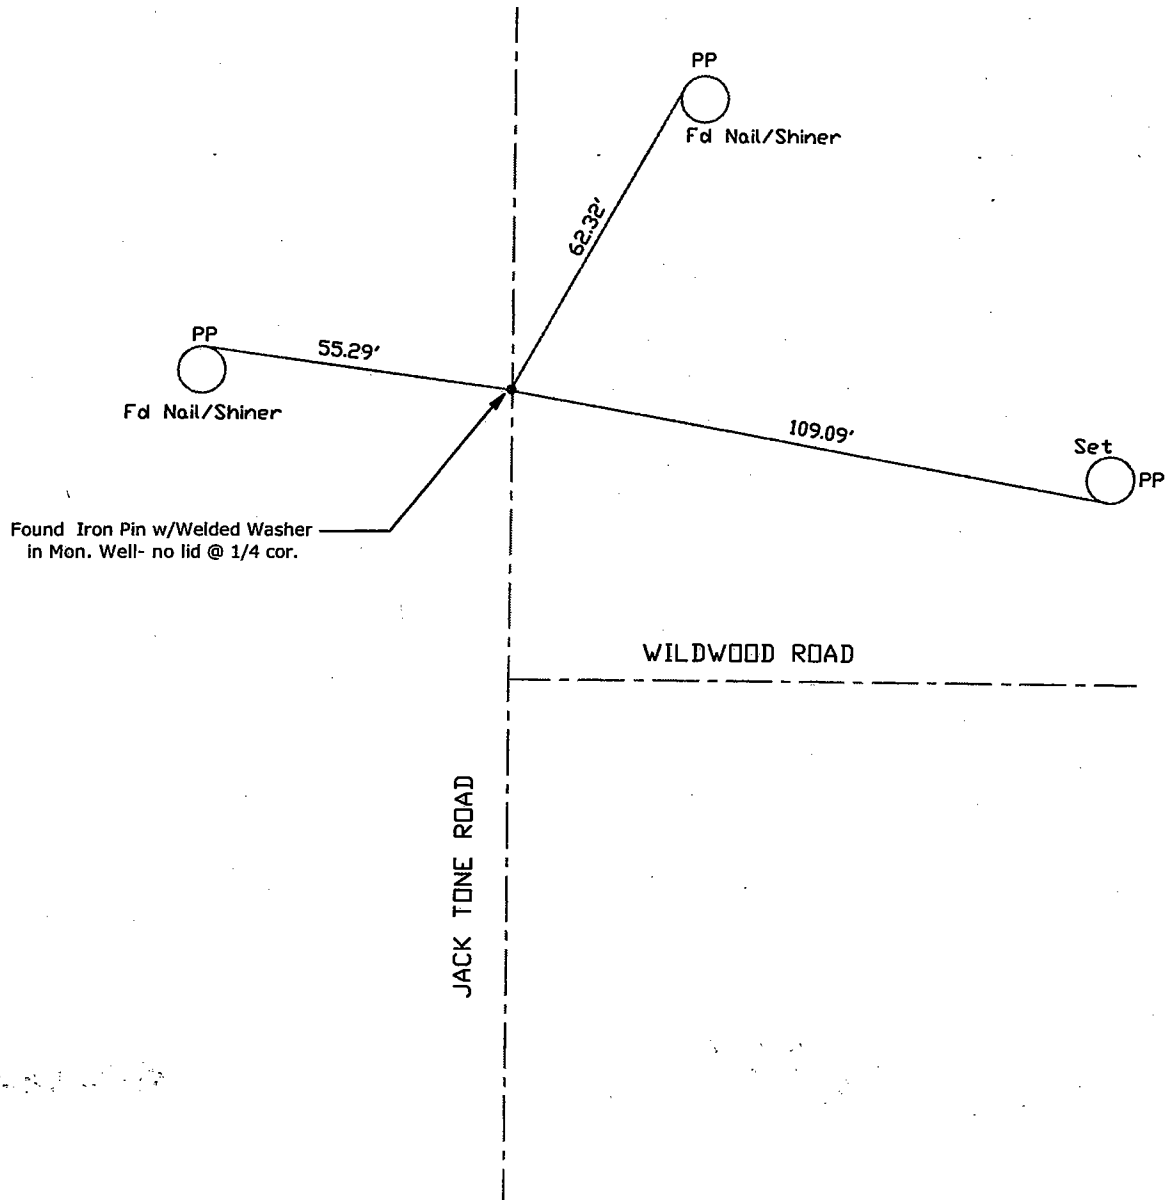 PP
Fd Nail/Shiner
62.32'
PP
55.29'
Fd Nail/Shiner
109.09'
Set
PP
Found Iron Pin w/Welded Washer
in Mon. Well- no lid @ 1/4 cor.
WILDWOOD ROAD
JACK TONE ROAD